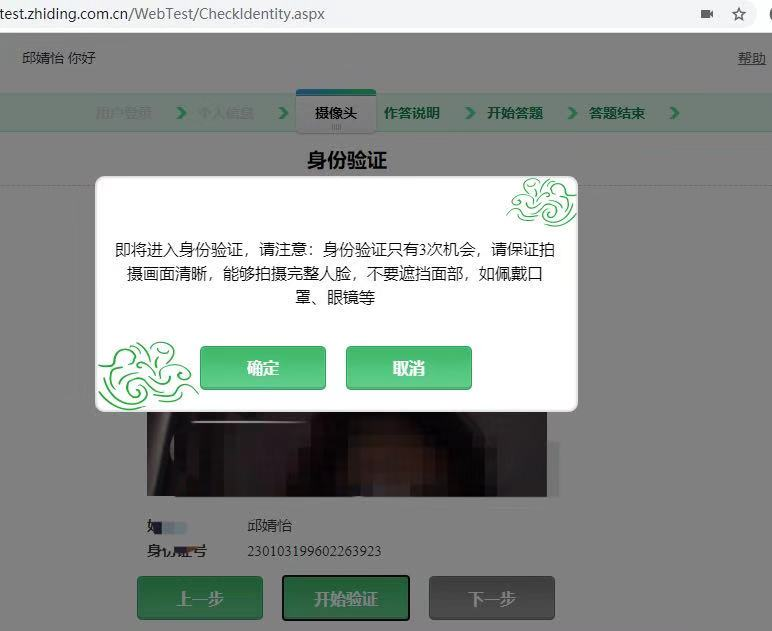 test.zhiding.com.cn/WebTest/CheckIdentity.aspx
邱婧怡 你好
帮助
用户登录
个人信息
摄像头
作答说明
开始答题
答题结束
身份验证
即将进入身份验证，请注意：身份验证只有3次机会，请保证拍
摄画面清晰，能够拍摄完整人脸，不要遮挡面部，如佩戴口
罩、眼镜等
确定
取消
邱婧怡
身份证号
230103199602263923
上一步
开始验证
下一步